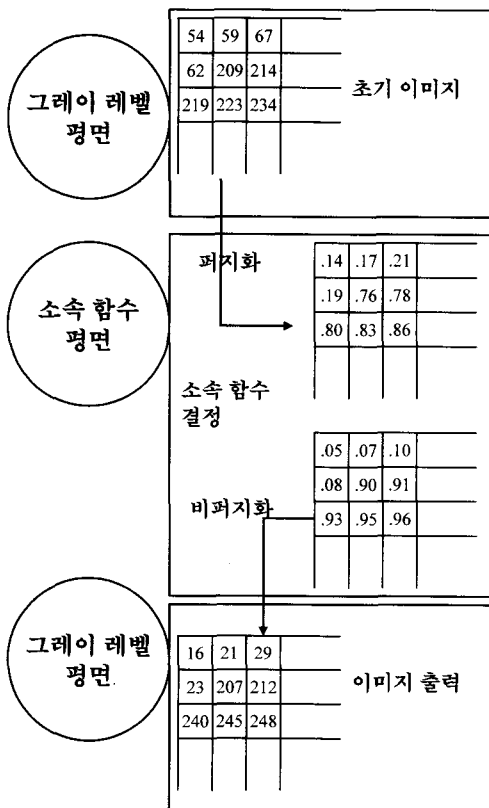 그레이 레벨
평면
54 59 67
62 209 214
219 223 234
초기 이미지
소속 함수
평면
퍼지화
.14 .17 .21
.19 .76 .78
.80 .83 .86
소속 함수
결정
.05 .07 .10
.08 .90 .91
.93 .95 .96
비퍼지화
그레이 레벨
평면.
16 21 29
23 207 212
240 245 248
이미지 출력